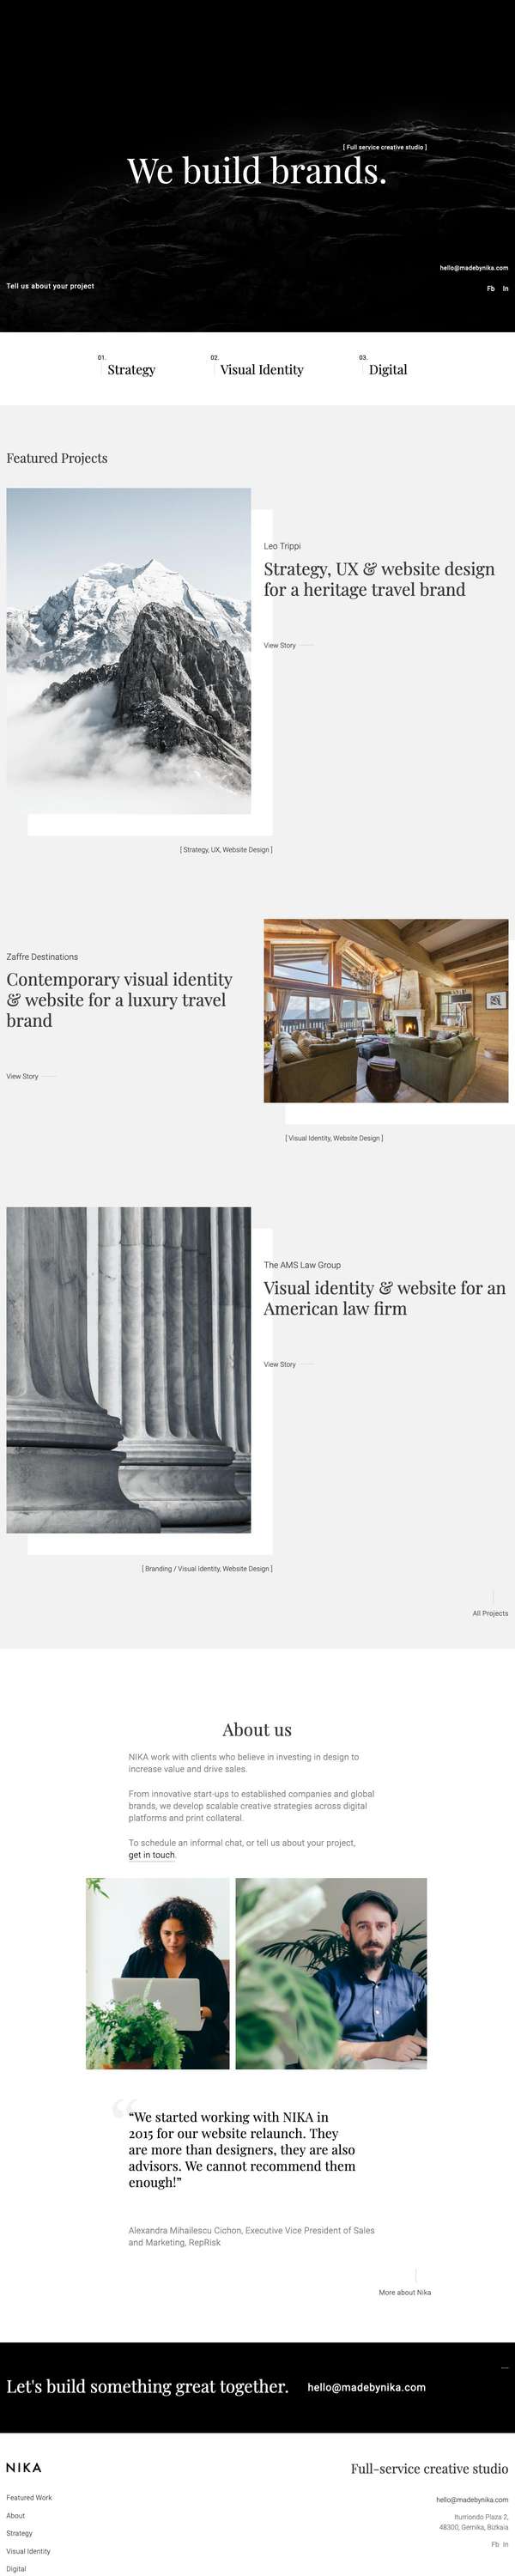 [ Full service creative studio ]
We build brands.
hello@madebynika.com
Tell us about your project
Fb In
01.
Strategy
02.
Visual Identity
03.
Digital
Featured Projects
Leo Trippi
Strategy, UX & website design
for a heritage travel brand
View Story
[ Strategy, UX, Website Design ]
Zaffre Destinations
Contemporary visual identity
& website for a luxury travel
brand
View Story
[ Visual Identity, Website Design ]
The AMS Law Group
Visual identity & website for an
American law firm
View Story
[ Branding / Visual Identity, Website Design ]
All Projects
About us
NIKA work with clients who believe in investing in design to
increase value and drive sales.
From innovative start-ups to established companies and global
brands, we develop scalable creative strategies across digital
platforms and print collateral.
To schedule an informal chat, or tell us about your project,
get in touch.
“We started working with NIKA in
2015 for our website relaunch. They
are more than designers, they are also
advisors. We cannot recommend them
enough!”
Alexandra Mihailescu Cichon, Executive Vice President of Sales
and Marketing, RepRisk
More about Nika
Let's build something great together.
hello@madebynika.com
NIKA
Featured Work
About
Strategy
Visual Identity
Digital
Full-service creative studio
hello@madebynika.com
Iturriondo Plaza 2,
48300, Gernika, Bizkaia
Fb In